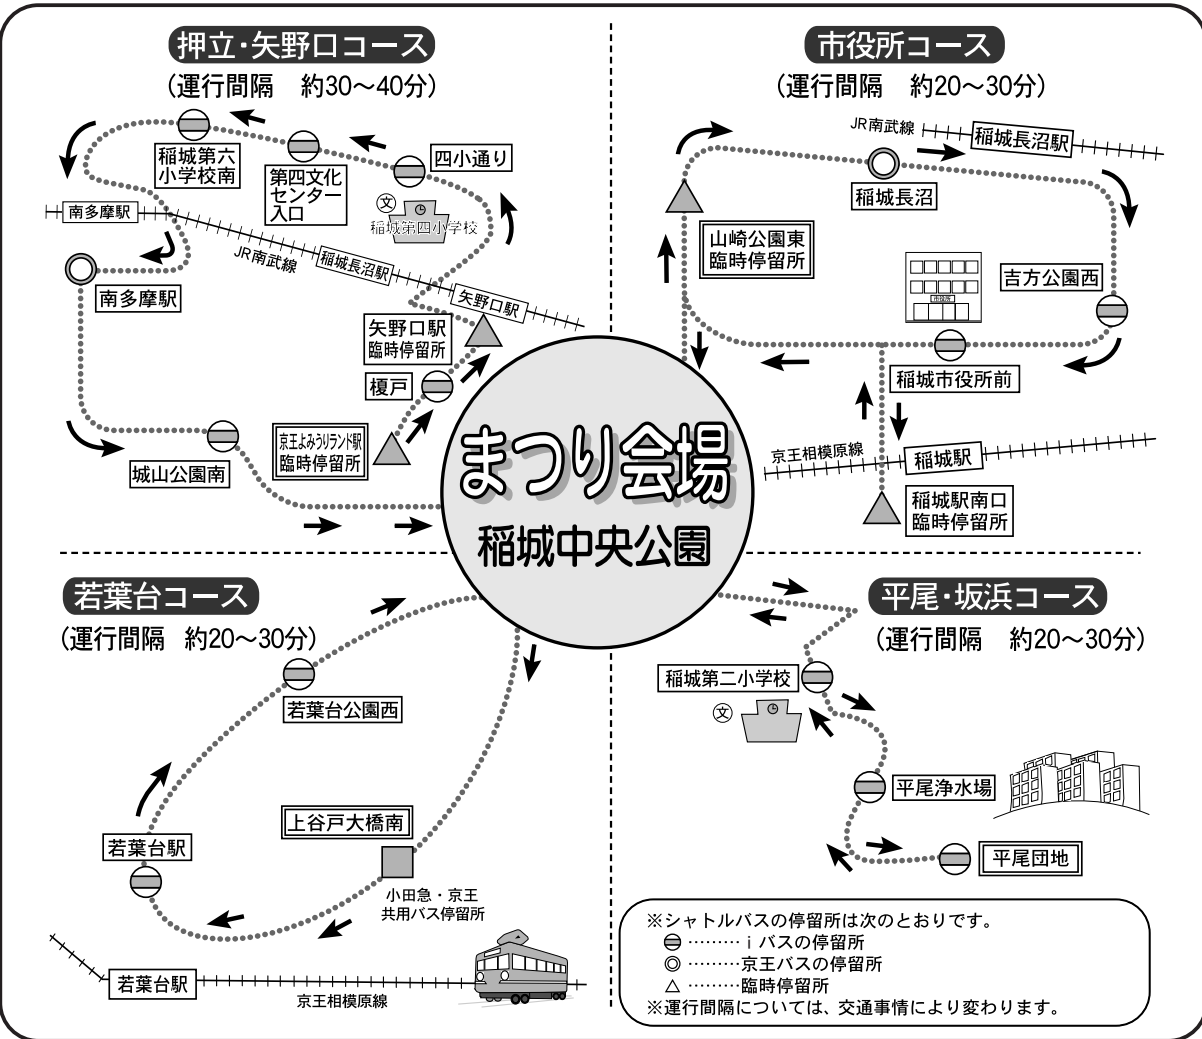 押立・矢野口コース
(運行間隔 約30〜40分)
稲城第六
小学校南
第四文化
センター
入口
四小通り
文
稲城第四小学校
南多摩駅
JR南武線
稲城長沼駅
矢野口駅
南多摩駅
矢野口駅
臨時停留所
榎戸
京王よみうりランド駅
臨時停留所
城山公園南
市役所コース
(運行間隔 約20〜30分)
JR南武線
稲城長沼駅
稲城長沼
山崎公園東
臨時停留所
市役所
吉方公園西
稲城市役所前
京王相模原線
稲城駅
稲城駅南口
臨時停留所
まつり会場
稲城中央公園
若葉台コース
(運行間隔 約20〜30分)
若葉台公園西
若葉台駅
上谷戸大橋南
小田急・京王
共用バス停留所
若葉台駅
京王相模原線
平尾・坂浜コース
(運行間隔 約20〜30分)
稲城第二小学校
文
平尾浄水場
平尾団地
※シャトルバスの停留所は次のとおりです。
………iバスの停留所
………京王バスの停留所
………臨時停留所
※運行間隔については、交通事情により変わります。